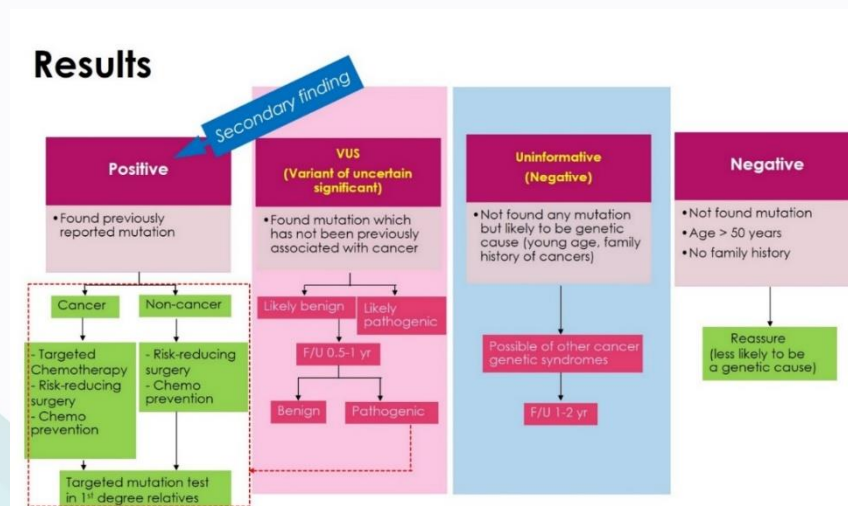 Results
Secondary finding
Positive
• Found previously
reported mutation
Cancer
Non-cancer
- Targeted
Chemotherapy
- Risk-reducing
surgery
- Chemo
prevention
- Risk-reducing
surgery
- Chemo
prevention
Targeted mutation test
in 1st degree relatives
VUS
(Variant of uncertain
significant)
• Found mutation which
has not been previously
associated with cancer
Likely benign
Likely
pathogenic
F/U 0.5-1 yr
Benign
Pathogenic
Uninformative
(Negative)
• Not found any mutation
but likely to be genetic
cause (young age, family
history of cancers)
Possible of other cancer
genetic syndromes
F/U 1-2 yr
Negative
• Not found mutation
• Age > 50 years
• No family history
Reassure
(less likely to be
a genetic cause)